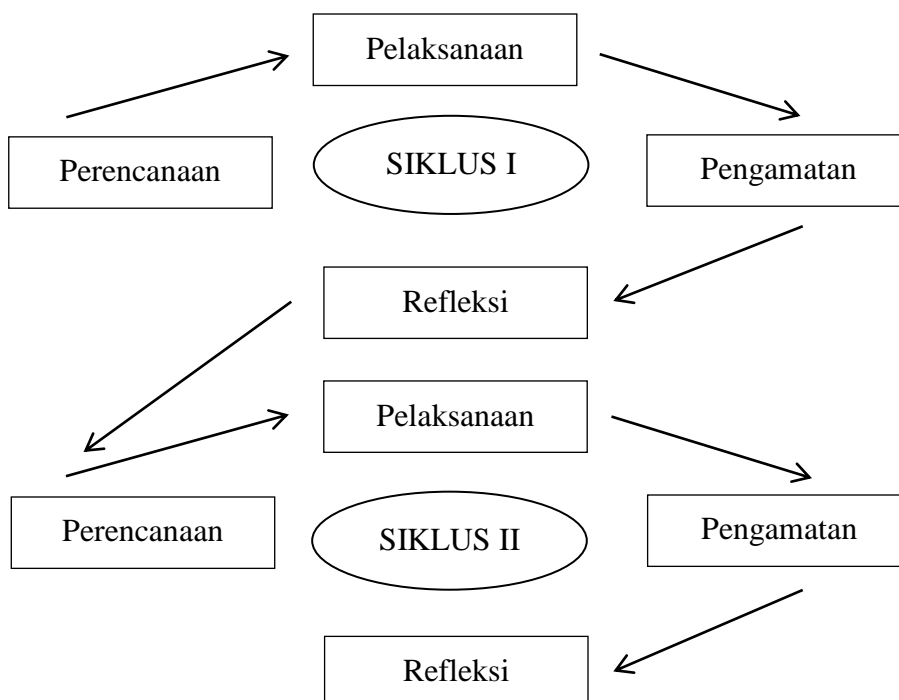 Pelaksanaan
Perencanaan
SIKLUS I
Pengamatan
Refleksi
Pelaksanaan
Perencanaan
SIKLUS II
Pengamatan
Refleksi